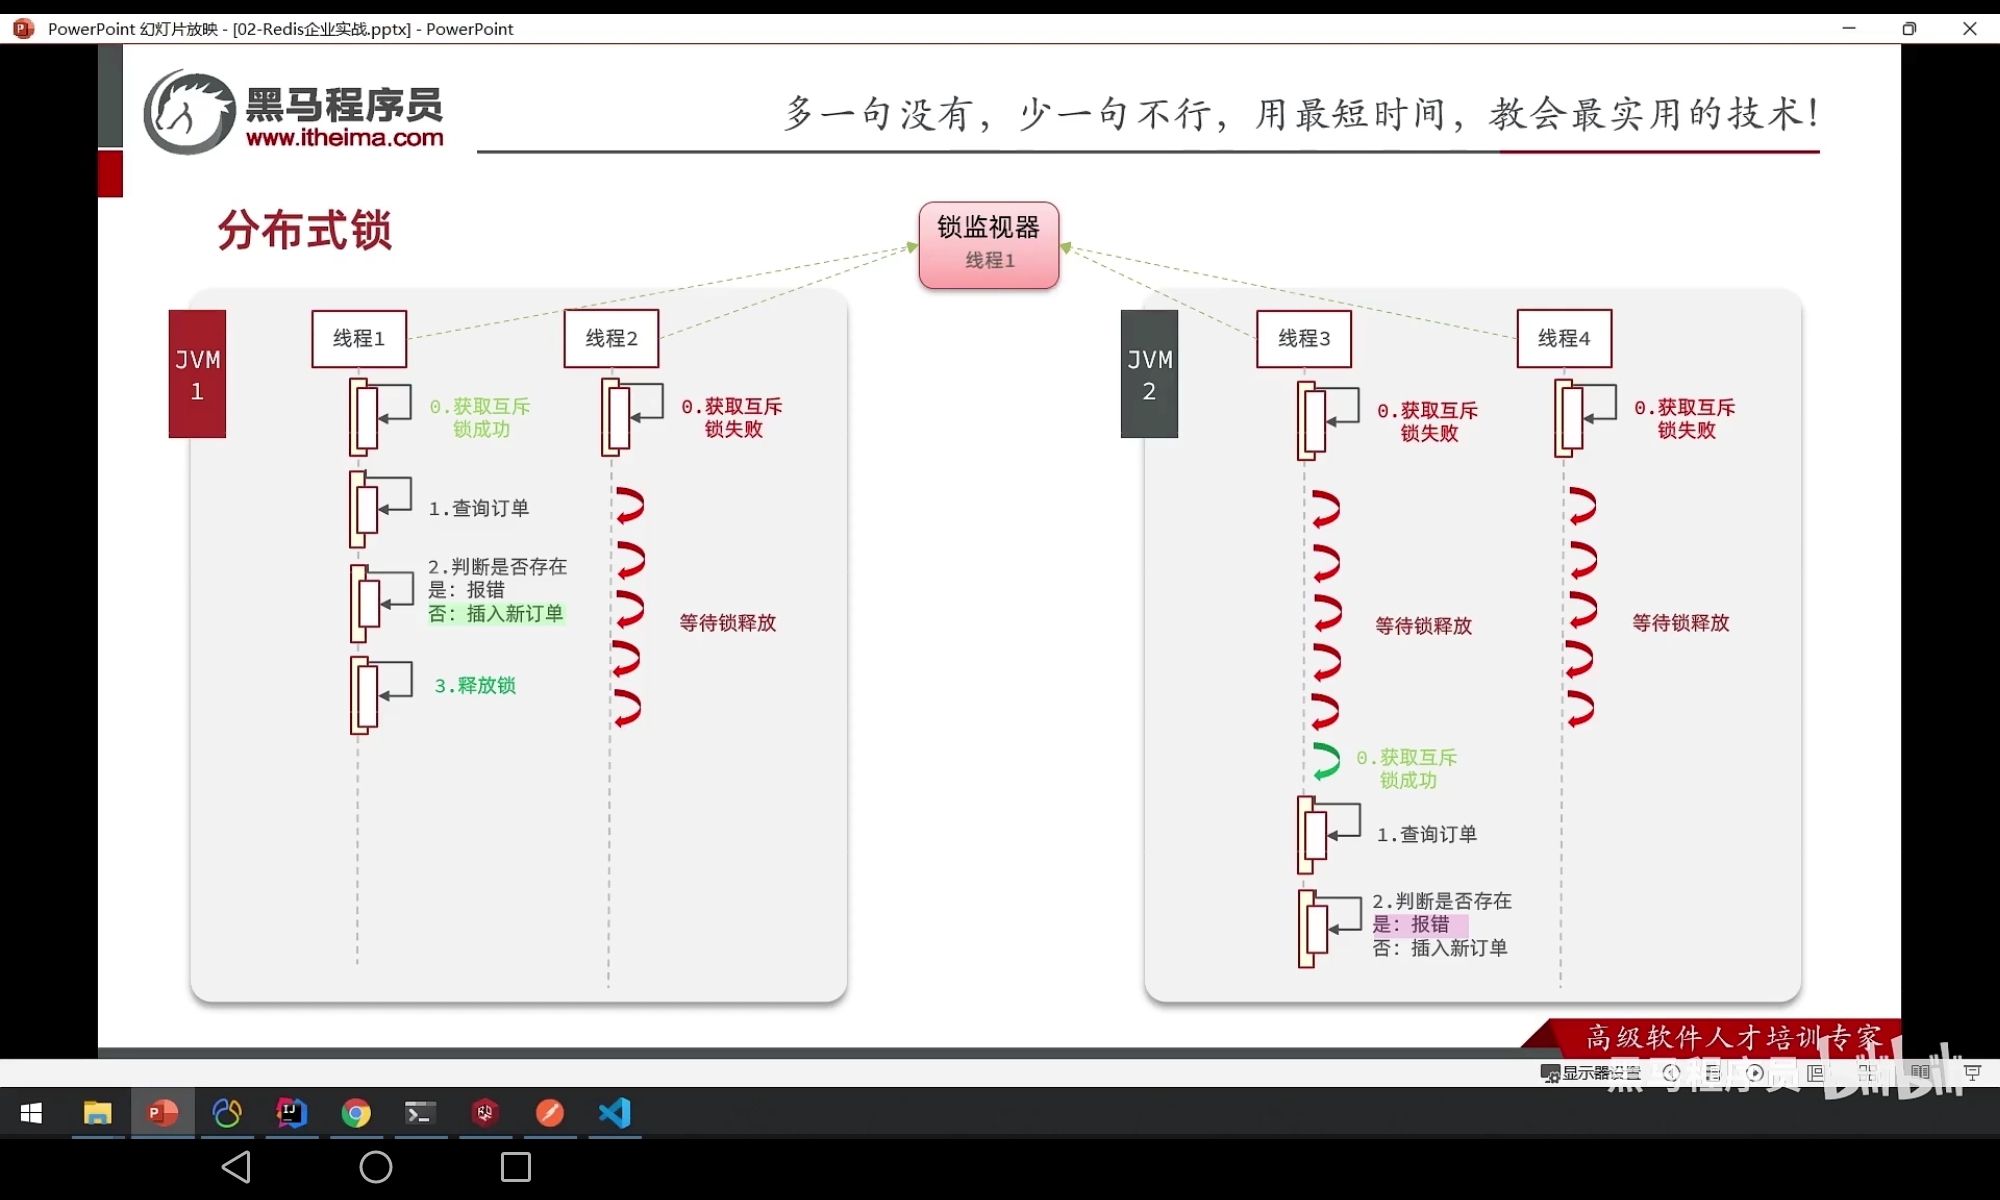 PowerPoint 幻灯片放映 - [02-Redis企业实战.pptx] - PowerPoint
黑马程序员
www.itheima.com
多一句没有，少一句不行，用最短时间，教会最实用的技术！
分布式锁
锁监视器
线程1
JVM
1
线程1
0.获取互斥
锁成功
1.查询订单
2.判断是否存在
是：报错
否：插入新订单
3.释放锁
线程2
0.获取互斥
锁失败
等待锁释放
JVM
2
线程3
0.获取互斥
锁失败
等待锁释放
0.获取互斥
锁成功
1.查询订单
2.判断是否存在
是：报错
否：插入新订单
线程4
0.获取互斥
锁失败
等待锁释放
高级软件人才培训专家
显示器设置
黑马程序员 bilibili